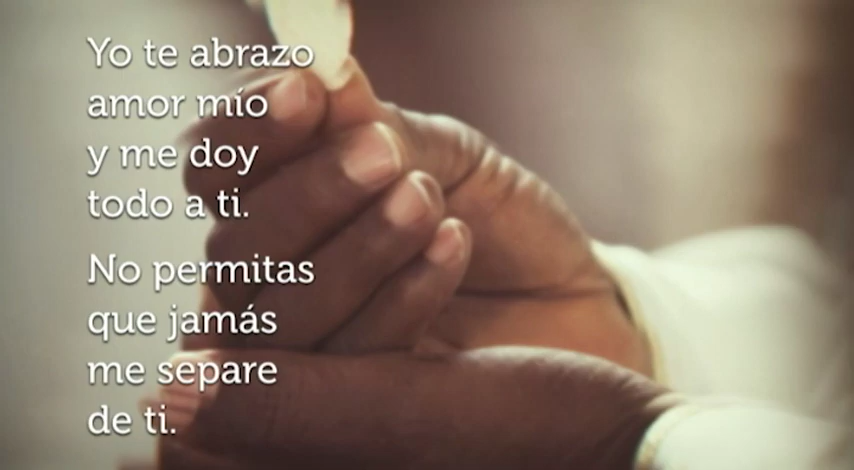 Yo te abrazo
amor mío
y me doy
todo a ti.
No permitas
que jamás
me separe
de ti.